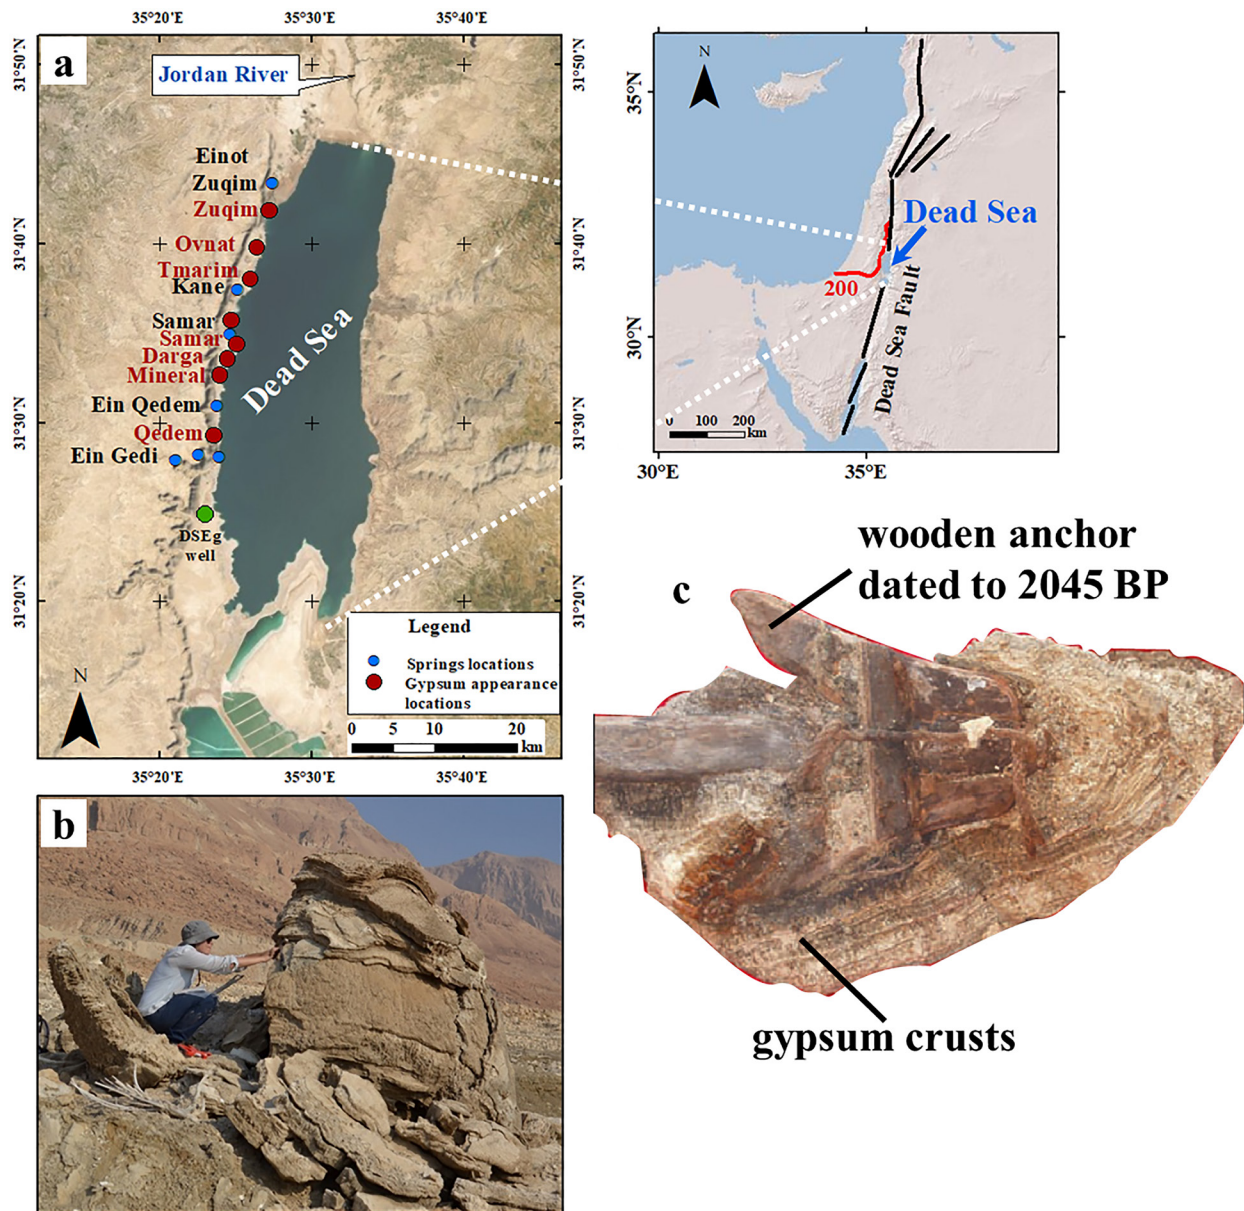 35°20'E 35°30'E 35°40'E
a
31°50'N
31°40'N
31°30'N
31°20'N
Jordan River
Einot
Zuqim
Zuqim
Ovnat
Tmarim
Kane
Samar
Samar
Darga
Mineral
Ein Qedem
Qedem
Ein Gedi
DSEg
well
Dead Sea
N
Legend
Springs locations
Gypsum appearance
locations
0 5 10 20
km
31°50'N
31°40'N
31°30'N
31°20'N
35°20'E 35°30'E 35°40'E
N
35°N
30°N
Dead Sea
200
Dead Sea Fault
0 100 200
km
35°N
30°N
30°E 35°E
b
c
wooden anchor
dated to 2045 BP
gypsum crusts